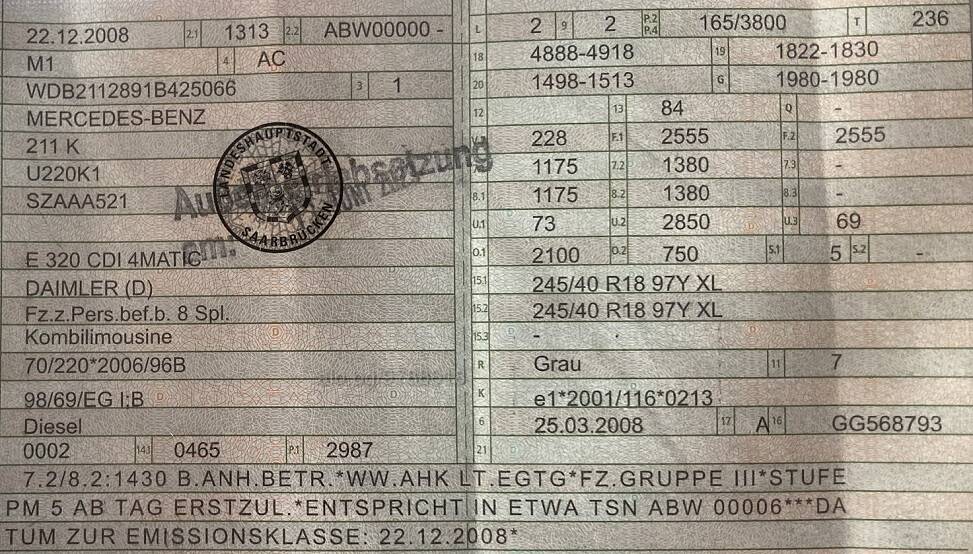 22.12.2008 2.1 1313 2.2 ABW00000 -
M1 4 AC
WDB2112891B425066 3 1
MERCEDES-BENZ
211 K
U220K1
SZAAA521
E 320 CDI 4MATIC
DAIMLER (D)
Fz.z.Pers.bef.b. 8 Spl.
Kombilimousine
70/220*2006/96B
98/69/EG I;B
Diesel
0002 14.1 0465 P.1 2987
LANDESHAUPTSTADT
SAARBRÜCKEN
L 2 9 2 P.2 P.4 165/3800 T 236
18 4888-4918 19 1822-1830
20 1498-1513 G 1980-1980
12 13 84 Q -
228 F.1 2555 F.2 2555
1175 7.2 1380 7.3 -
8.1 1175 8.2 1380 8.3 -
U.1 73 U.2 2850 U.3 69
O.1 2100 O.2 750 S.1 5 S.2 -
15.1 245/40 R18 97Y XL
15.2 245/40 R18 97Y XL
15.3 -
R Grau 11 7
K e1*2001/116*0213
6 25.03.2008 17 A 16 GG568793
21
7.2/8.2:1430 B.ANH.BETR.*WW.AHK LT.EGTG*FZ.GRUPPE III*STUFE
PM 5 AB TAG ERSTZUL.*ENTSPRICHT IN ETWA TSN ABW 00006***DA
TUM ZUR EMISSIONSKLASSE: 22.12.2008*